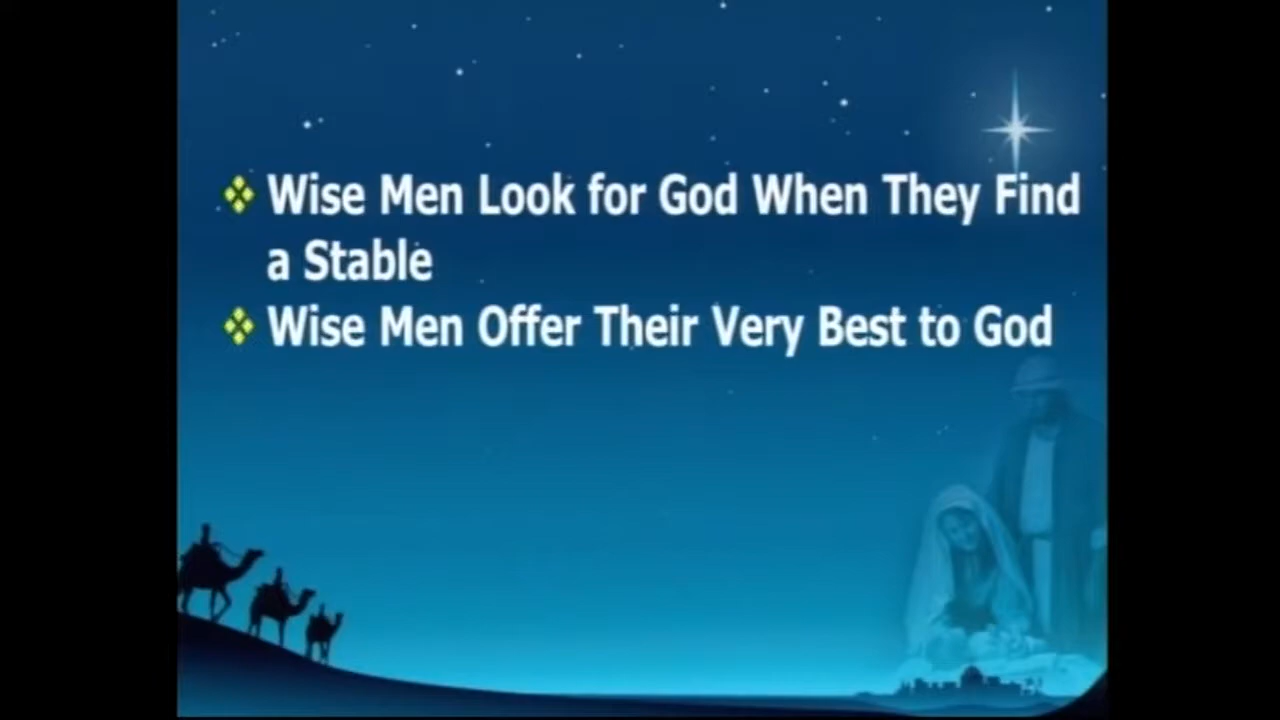 Wise Men Look for God When They Find
a Stable
Wise Men Offer Their Very Best to God